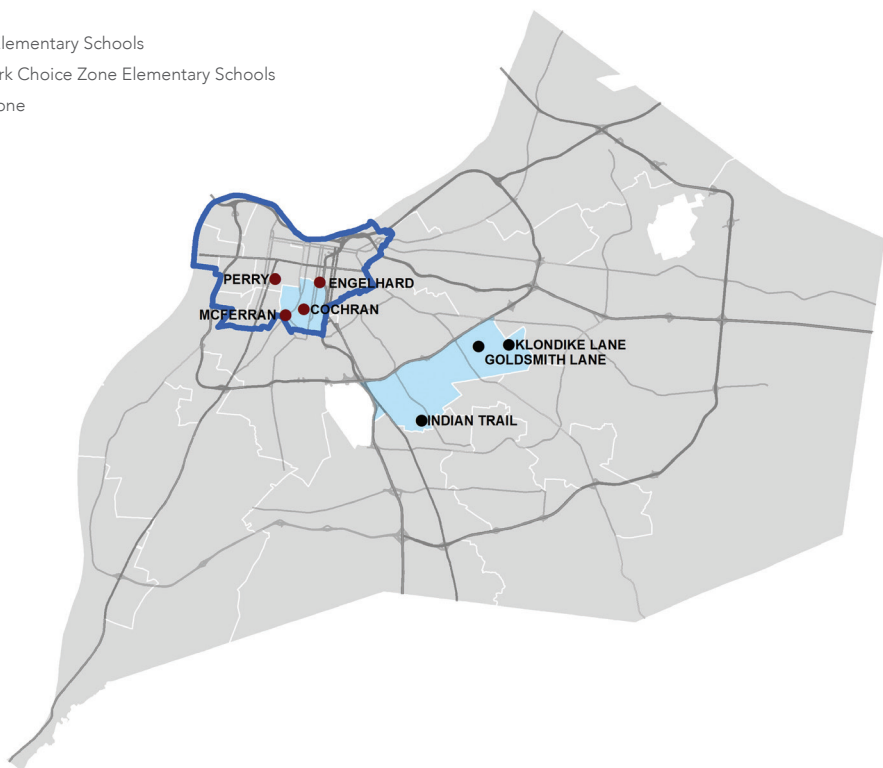 lementary Schools
rk Choice Zone Elementary Schools
one
PERRY
ENGELHARD
MCFERRAN
COCHRAN
KLONDIKE LANE
GOLDSMITH LANE
INDIAN TRAIL